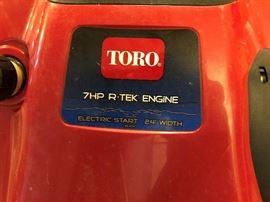 TORO
7HP R·TEK ENGINE
ELECTRIC START 24" WIDTH